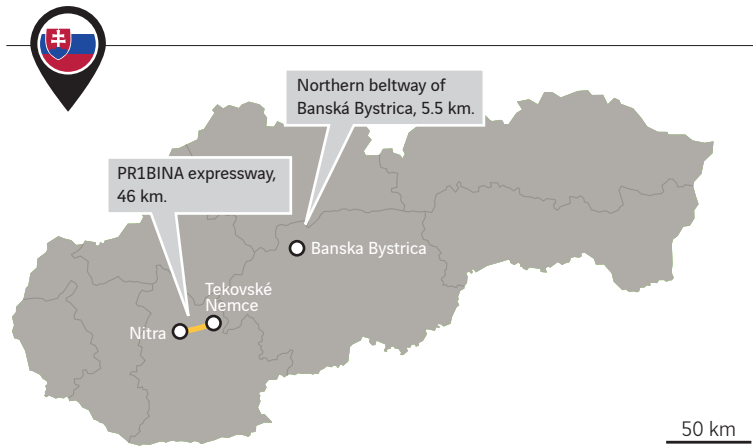 Northern beltway of
Banská Bystrica, 5.5 km.
PR1BINA expressway,
46 km.
Banska Bystrica
Tekovské
Nemce
Nitra
50 km